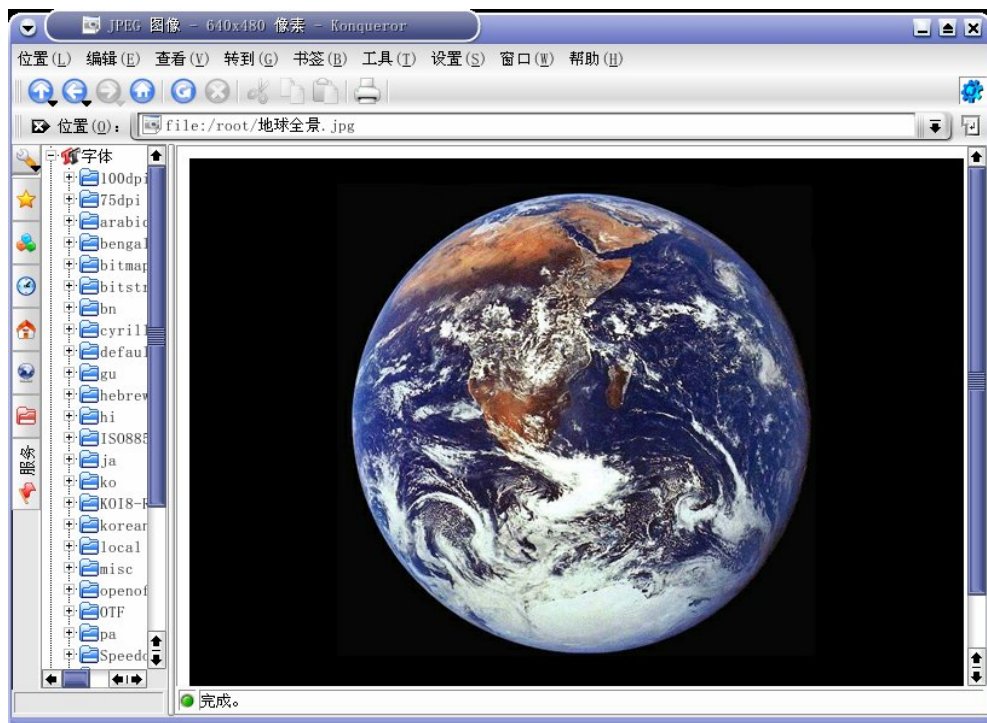 JPEG 图像 - 640x480 像素 - Konqueror
位置(L) 编辑(E) 查看(V) 转到(G) 书签(B) 工具(T) 设置(S) 窗口(W) 帮助(H)
位置(O): file:/root/地球全景.jpg
字体
100dpi
75dpi
arabic
bengal
bitmap
bitstr
bn
cyrill
defaul
gu
hebrew
hi
ISO885
ja
ko
KOI8-R
korean
local
misc
openof
OTF
pa
Speedo
服务
完成。